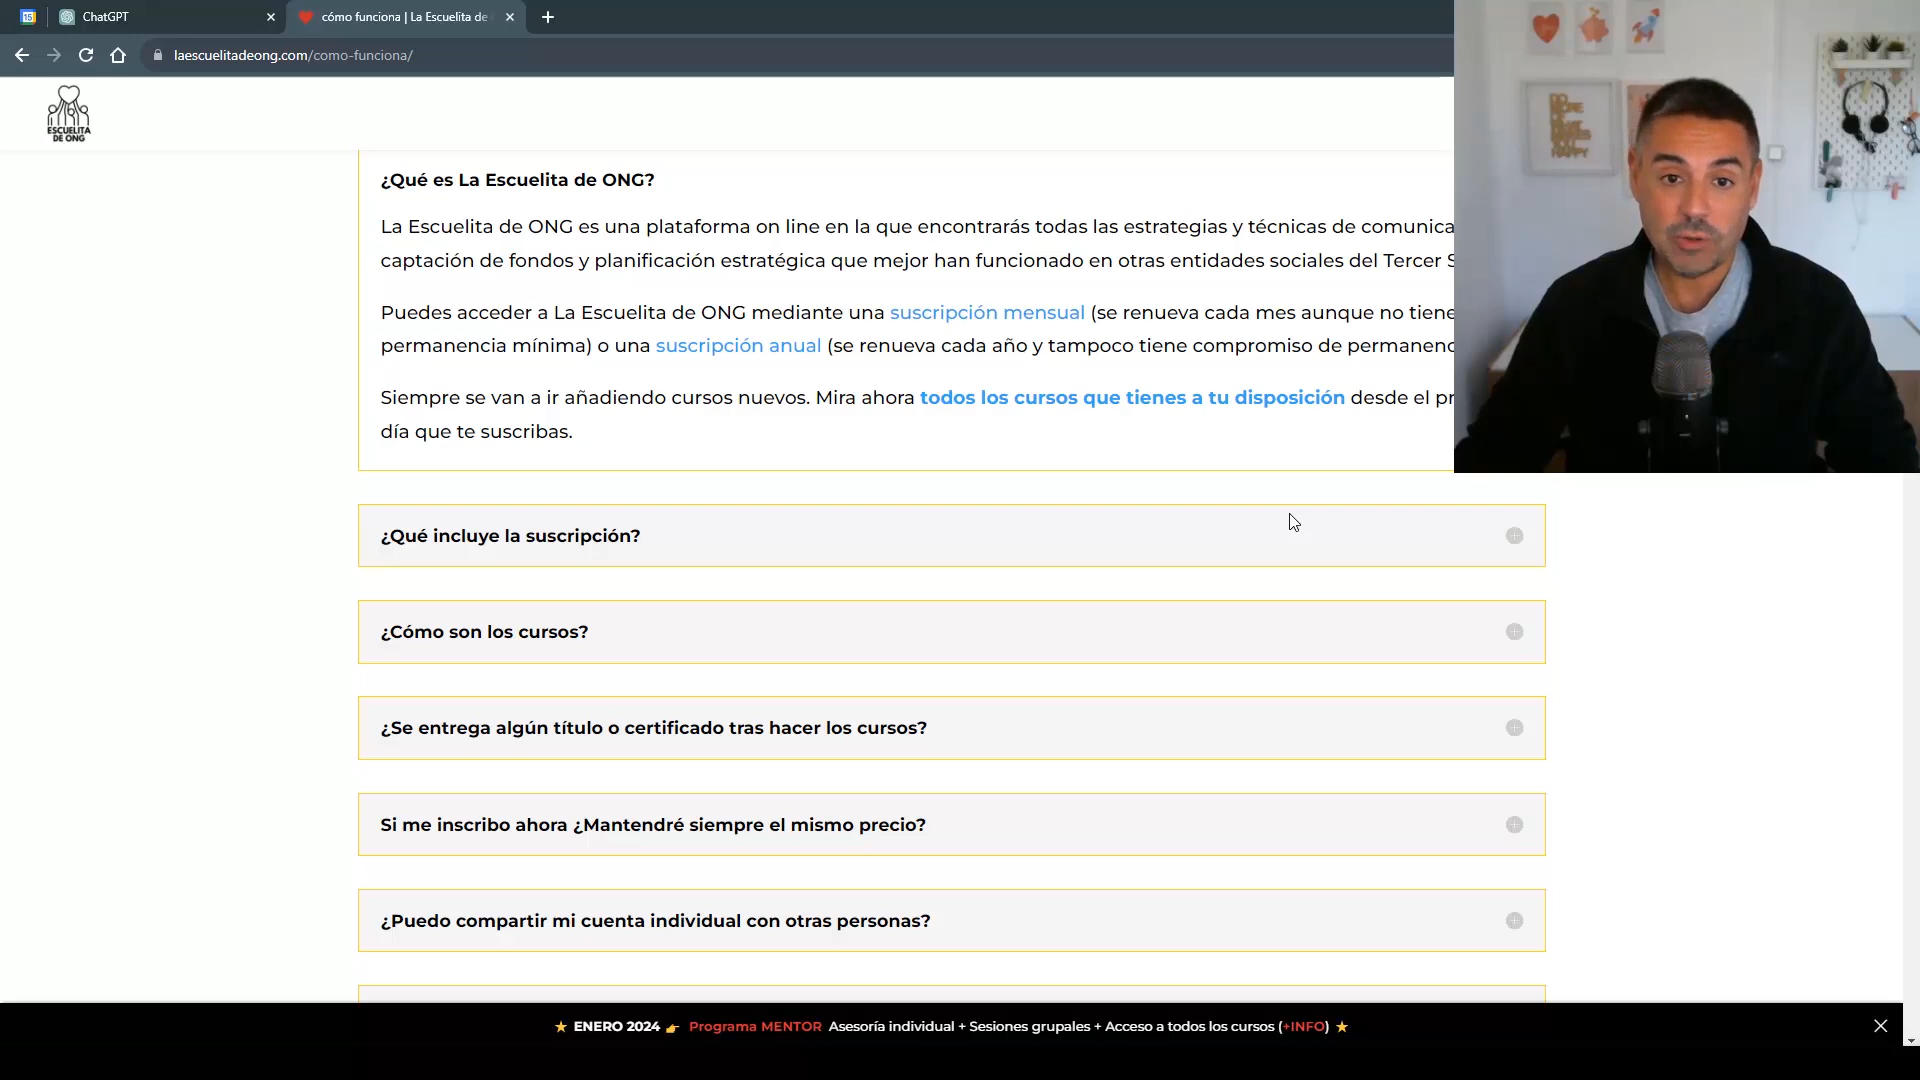 15
ChatGPT
cómo funciona | La Escuelita de
laescuelitadeong.com/como-funciona/
ESCUELITA
DE ONG
¿Qué es La Escuelita de ONG?
La Escuelita de ONG es una plataforma on line en la que encontrarás todas las estrategias y técnicas de comunica
captación de fondos y planificación estratégica que mejor han funcionado en otras entidades sociales del Tercer S
Puedes acceder a La Escuelita de ONG mediante una suscripción mensual (se renueva cada mes aunque no tiene
permanencia mínima) o una suscripción anual (se renueva cada año y tampoco tiene compromiso de permanenc
Siempre se van a ir añadiendo cursos nuevos. Mira ahora todos los cursos que tienes a tu disposición desde el pr
día que te suscribas.
¿Qué incluye la suscripción?
¿Cómo son los cursos?
¿Se entrega algún título o certificado tras hacer los cursos?
Si me inscribo ahora ¿Mantendré siempre el mismo precio?
¿Puedo compartir mi cuenta individual con otras personas?
★ ENERO 2024 👉 Programa MENTOR Asesoría individual + Sesiones grupales + Acceso a todos los cursos (+INFO) ★